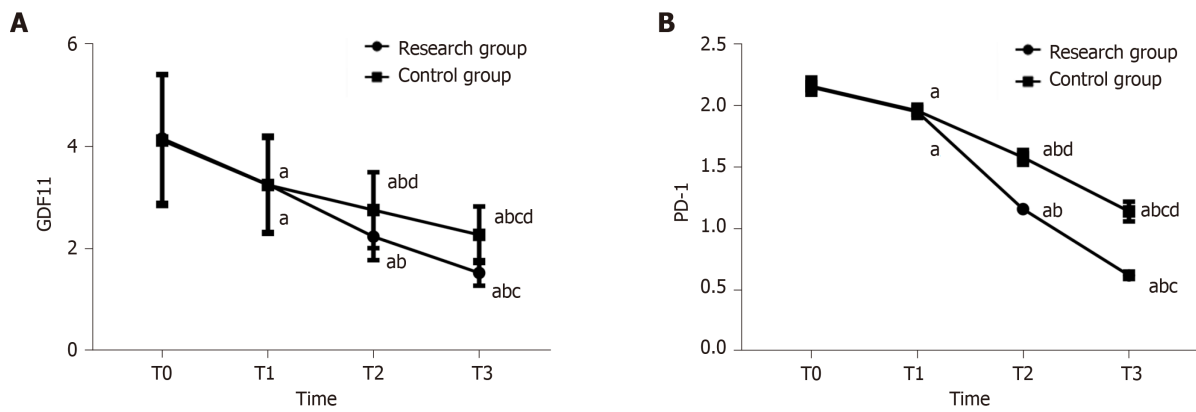 A
GDF11
6
4
2
0
Research group
Control group
a
a
abd
ab
abcd
abc
T0 T1 T2 T3
Time
B
PD-1
2.5
2.0
1.5
1.0
0.5
0.0
Research group
Control group
a
a
abd
ab
abcd
abc
T0 T1 T2 T3
Time